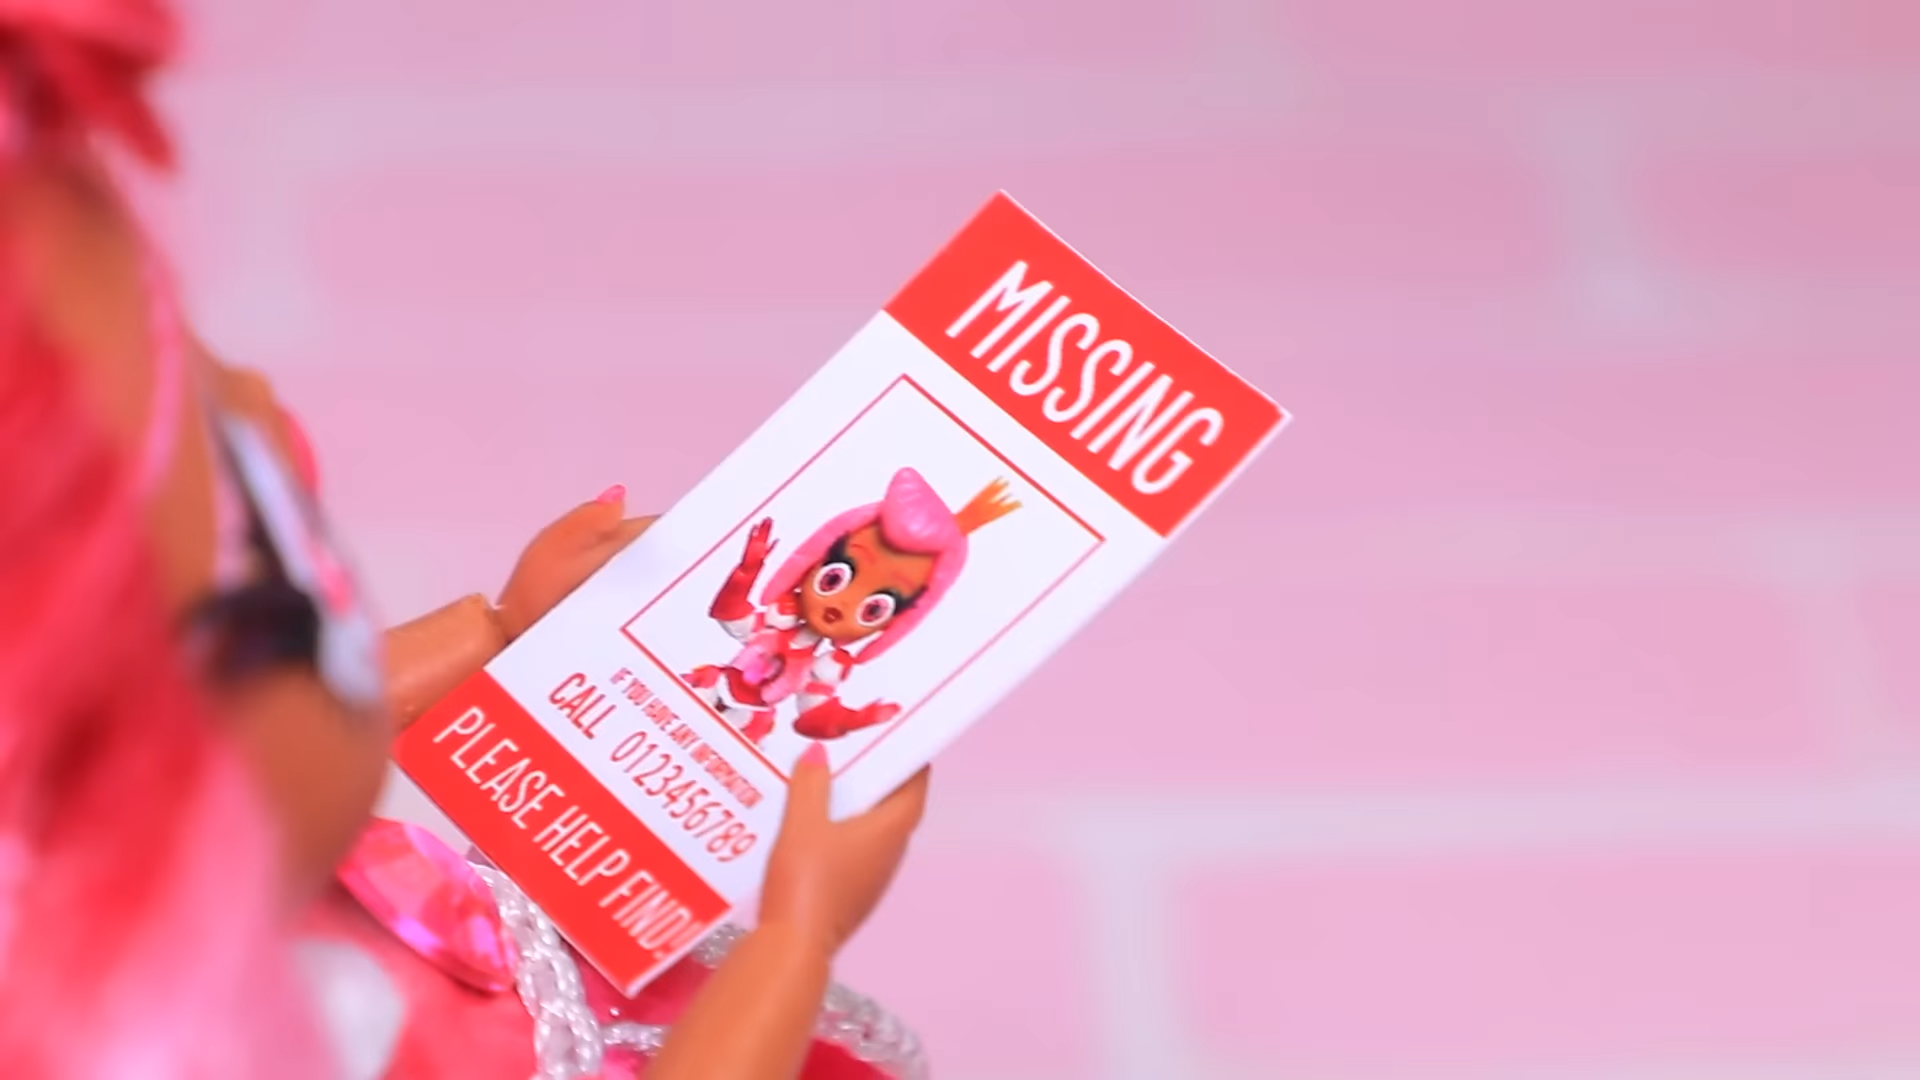 MISSING
IF YOU HAVE ANY INFORMATION
CALL 0123456789
PLEASE HELP FIND!